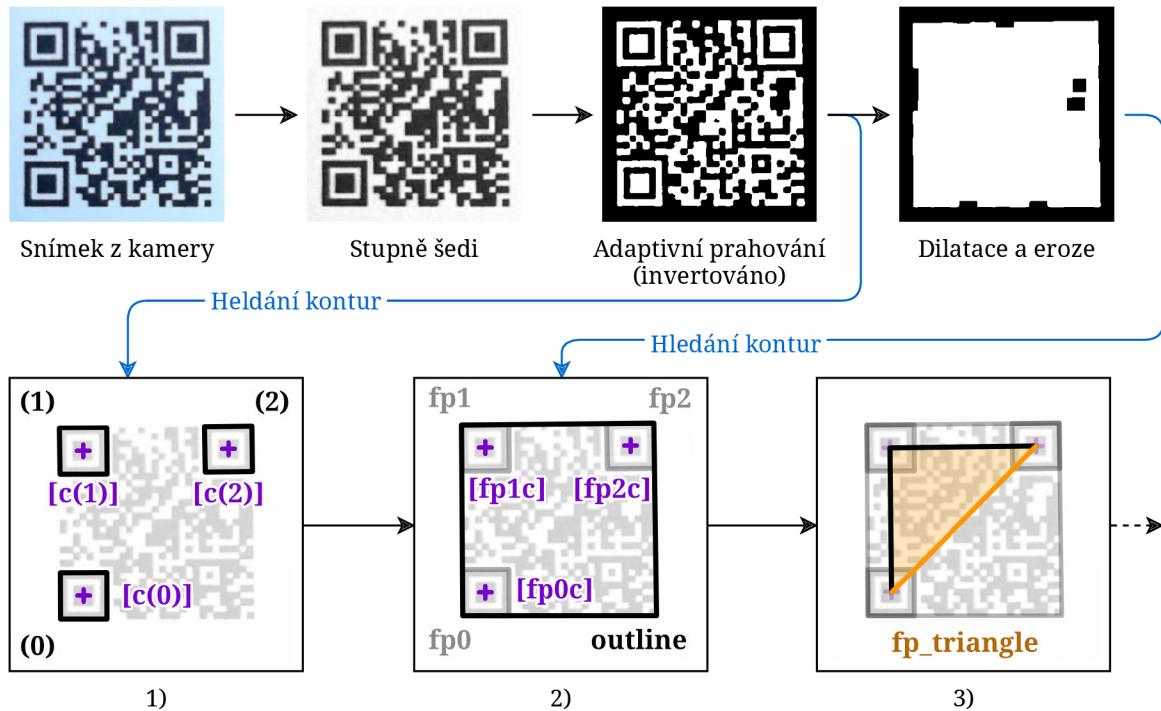 Snímek z kamery
Stupně šedi
Adaptivní prahování
(invertováno)
Dilatace a eroze
Heldání kontur
Hledání kontur
(1)
(2)
[c(1)]
[c(2)]
[c(0)]
(0)
1)
fp1
fp2
[fp1c]
[fp2c]
[fp0c]
fp0
outline
2)
fp_triangle
3)